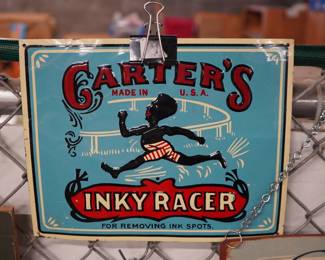 CARTER'S
MADE IN U.S.A.
INKY RACER
FOR REMOVING INK SPOTS.